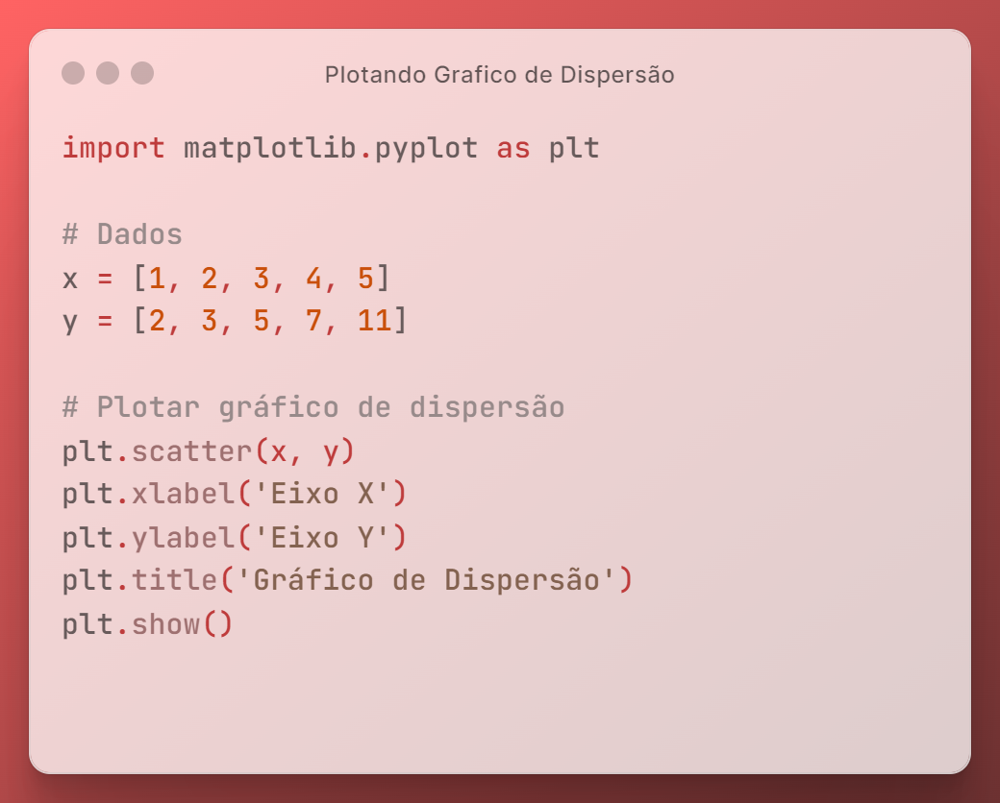 Plotando Grafico de Dispersão
import matplotlib.pyplot as plt
# Dados
x = [1, 2, 3, 4, 5]
y = [2, 3, 5, 7, 11]
# Plotar gráfico de dispersão
plt.scatter(x, y)
plt.xlabel('Eixo X')
plt.ylabel('Eixo Y')
plt.title('Gráfico de Dispersão')
plt.show()